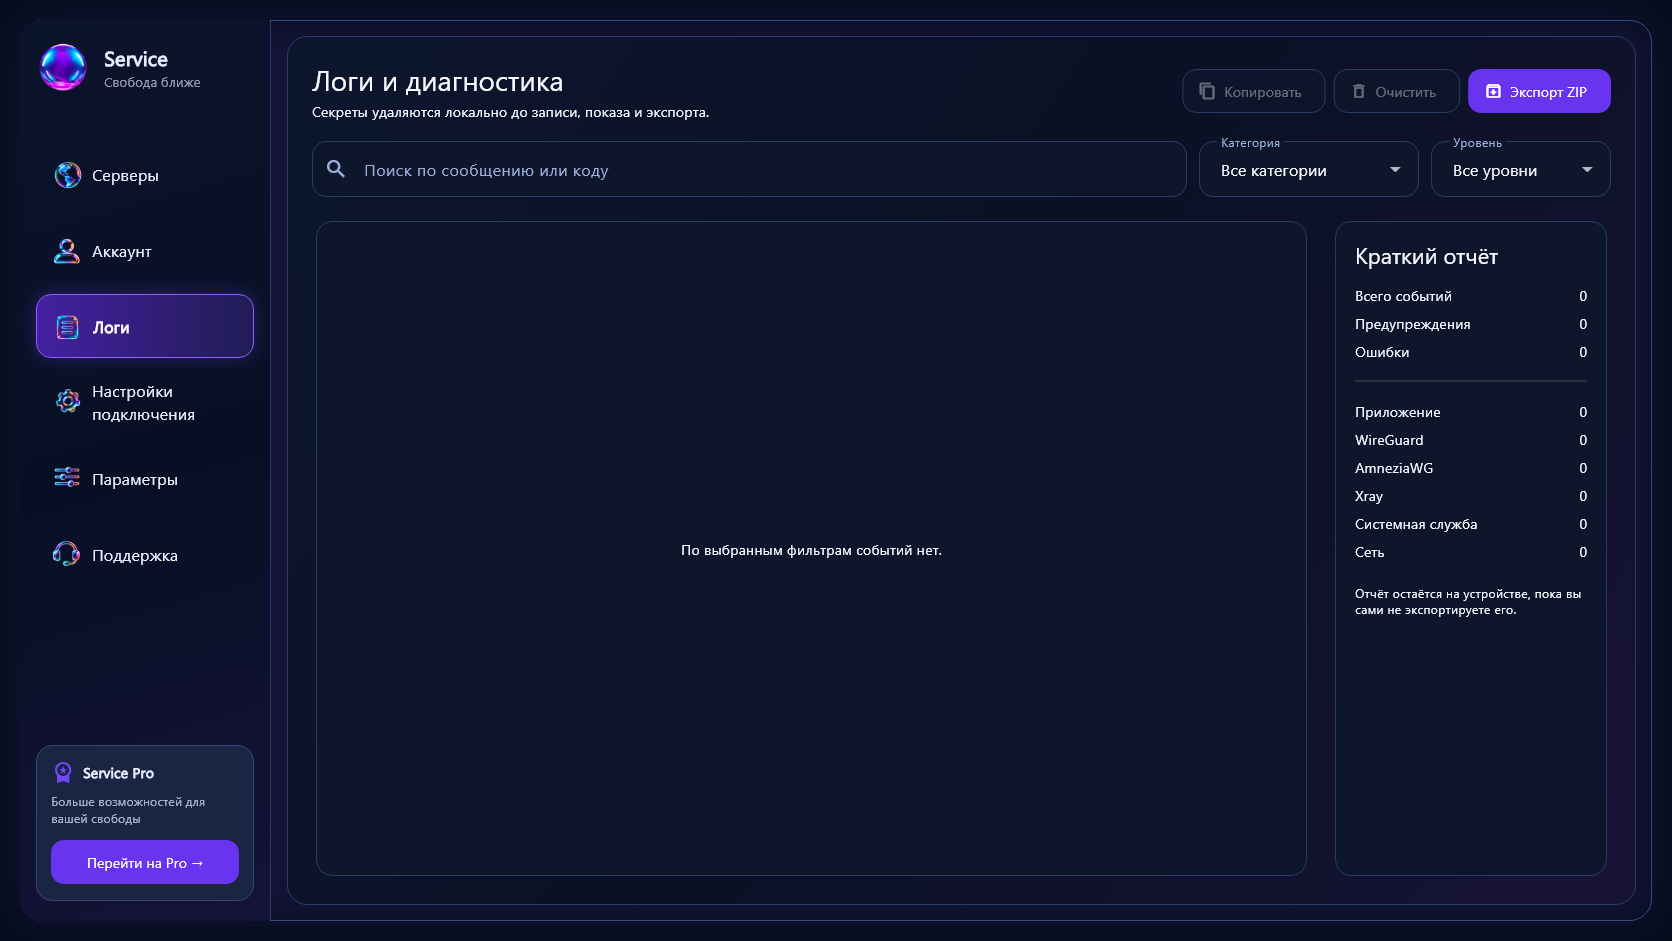 Service
Свобода ближе
Серверы
Аккаунт
Логи
Настройки
подключения
Параметры
Поддержка
Service Pro
Больше возможностей для
вашей свободы
Перейти на Pro →
Логи и диагностика
Секреты удаляются локально до записи, показа и экспорта.
Копировать
Очистить
Экспорт ZIP
Поиск по сообщению или коду
Категория
Все категории
Уровень
Все уровни
По выбранным фильтрам событий нет.
Краткий отчёт
Всего событий 0
Предупреждения 0
Ошибки 0
Приложение 0
WireGuard 0
AmneziaWG 0
Xray 0
Системная служба 0
Сеть 0
Отчёт остаётся на устройстве, пока вы
сами не экспортируете его.